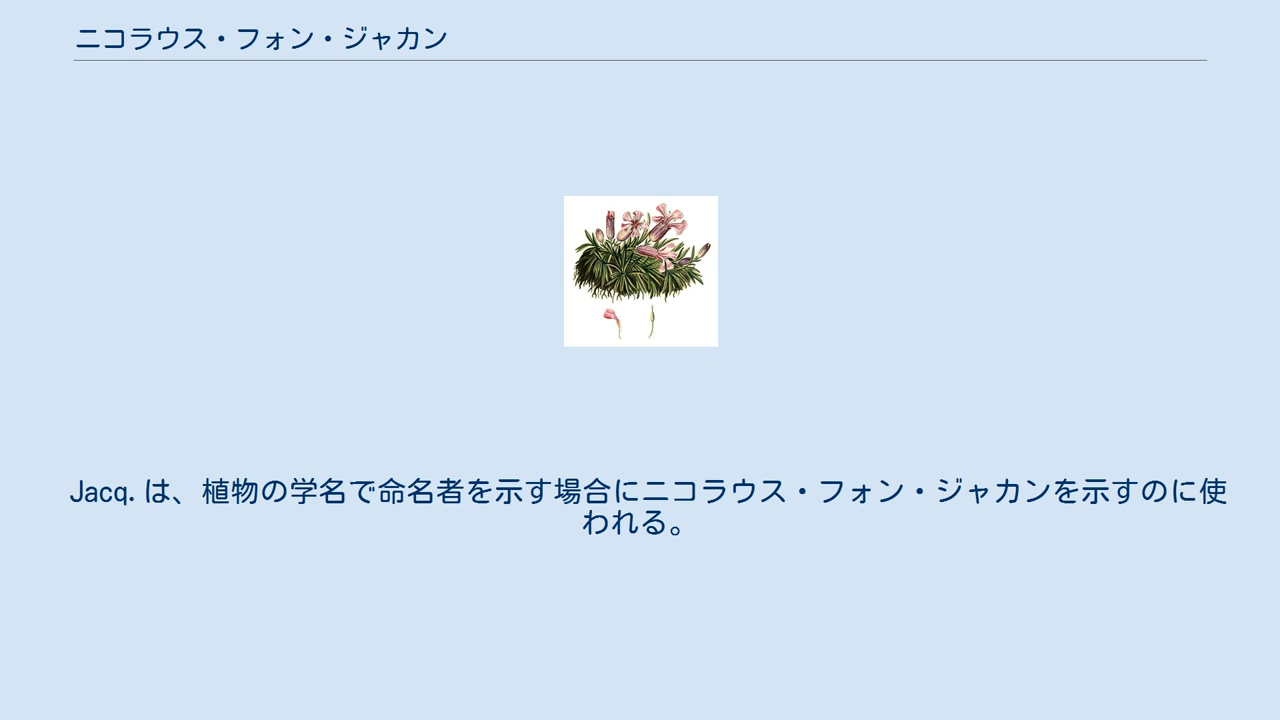 ニコラウス・フォン・ジャカン
Jacq. は、植物の学名で命名者を示す場合にニコラウス・フォン・ジャカンを示すのに使
われる。